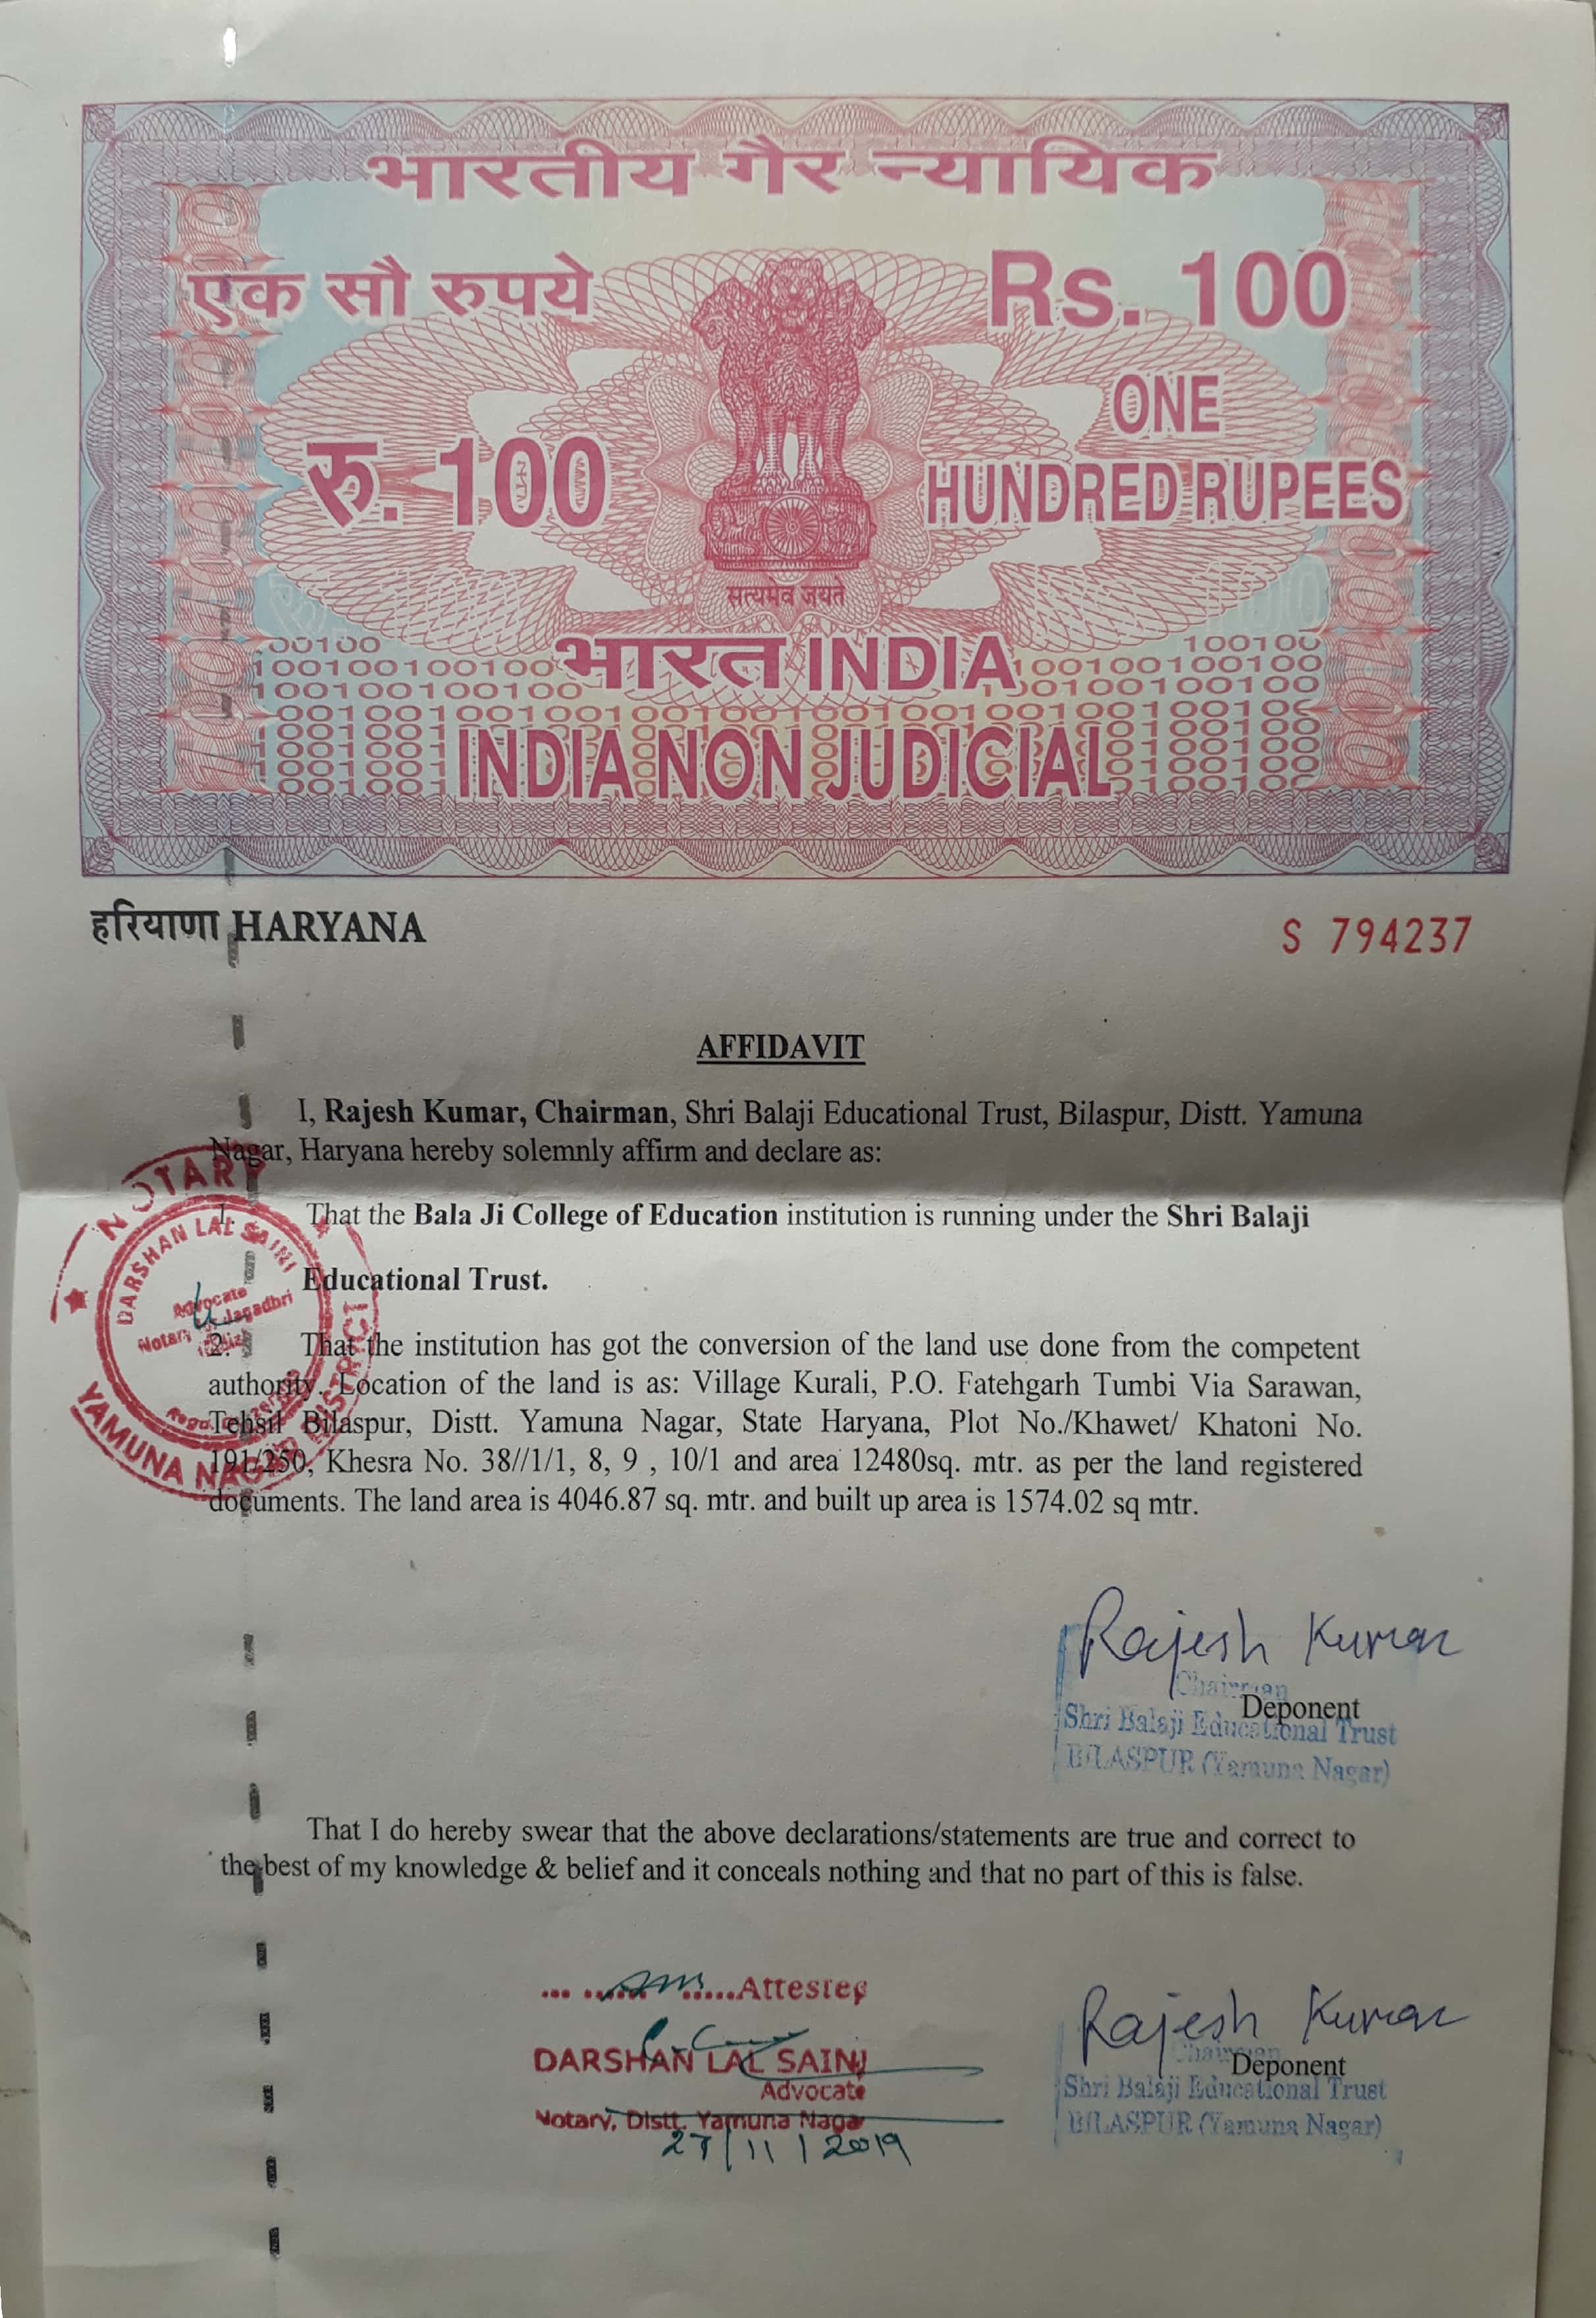 भारतीय गैर न्यायिक
एक सौ रुपये
Rs. 100
रु. 100
ONE
HUNDRED RUPEES
सत्यमेव जयते
भारत INDIA
INDIA NON JUDICIAL
हरियाणा HARYANA
S 794237
AFFIDAVIT
I, Rajesh Kumar, Chairman, Shri Balaji Educational Trust, Bilaspur, Distt. Yamuna
Nagar, Haryana hereby solemnly affirm and declare as:
1. That the Bala Ji College of Education institution is running under the Shri Balaji
Educational Trust.
2. That the institution has got the conversion of the land use done from the competent
authority. Location of the land is as: Village Kurali, P.O. Fatehgarh Tumbi Via Sarawan,
Tehsil Bilaspur, Distt. Yamuna Nagar, State Haryana, Plot No./Khawet/ Khatoni No.
191/250, Khesra No. 38//1/1, 8, 9 , 10/1 and area 12480sq. mtr. as per the land registered
documents. The land area is 4046.87 sq. mtr. and built up area is 1574.02 sq mtr.
NOTARY
DARSHAN LAL SAINI
Advocate
Jagadhri
YAMUNA NAGAR DISTRICT
Rajesh Kumar
Chairman
Deponent
Shri Balaji Educational Trust
BILASPUR (Yamuna Nagar)
That I do hereby swear that the above declarations/statements are true and correct to
the best of my knowledge & belief and it conceals nothing and that no part of this is false.
Attested
DARSHAN LAL SAINI
Advocate
Notary, Distt. Yamuna Nagar
27/11/2019
Rajesh Kumar
Chairman
Deponent
Shri Balaji Educational Trust
BILASPUR (Yamuna Nagar)